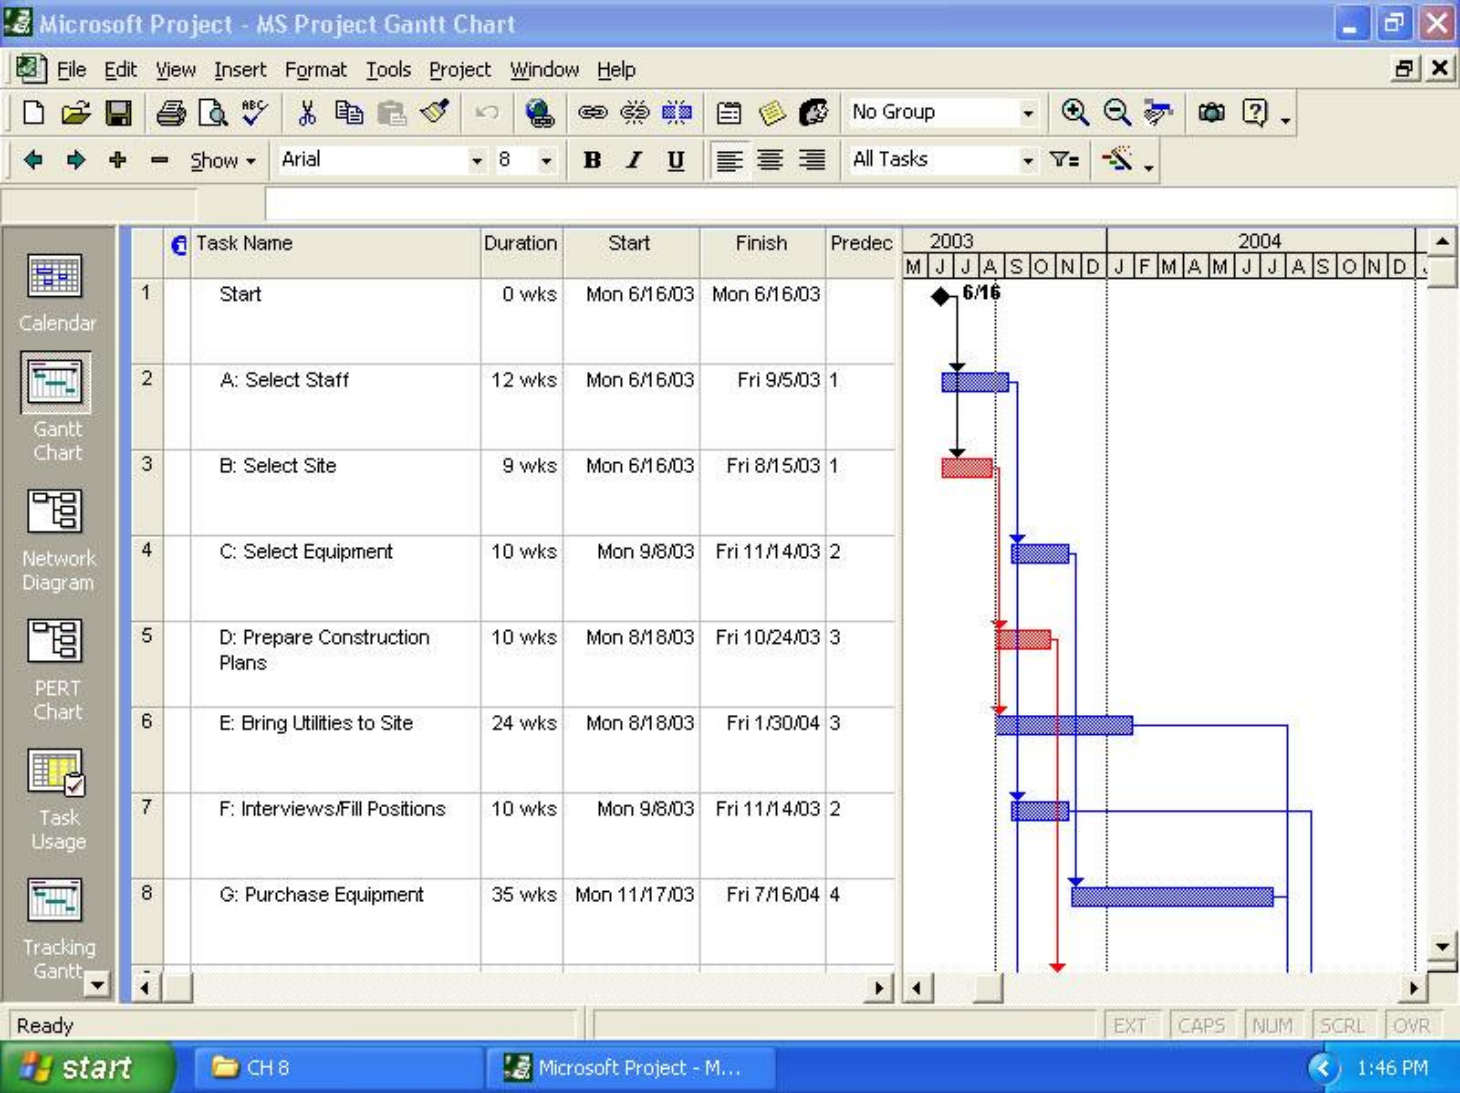 Microsoft Project - MS Project Gantt Chart
File Edit View Insert Format Tools Project Window Help
ABC No Group
Show Arial 8 B I U All Tasks
Task Name Duration Start Finish Predec 2003 2004
M J J A S O N D J F M A M J J A S O N D
1 Start 0 wks Mon 6/16/03 Mon 6/16/03 6/16
Calendar
2 A: Select Staff 12 wks Mon 6/16/03 Fri 9/5/03 1
Gantt
Chart
3 B: Select Site 9 wks Mon 6/16/03 Fri 8/15/03 1
4 C: Select Equipment 10 wks Mon 9/8/03 Fri 11/14/03 2
Network
Diagram
5 D: Prepare Construction 10 wks Mon 8/18/03 Fri 10/24/03 3
Plans
PERT
Chart
6 E: Bring Utilities to Site 24 wks Mon 8/18/03 Fri 1/30/04 3
7 F: Interviews/Fill Positions 10 wks Mon 9/8/03 Fri 11/14/03 2
Task
Usage
8 G: Purchase Equipment 35 wks Mon 11/17/03 Fri 7/16/04 4
Tracking
Gantt
Ready EXT CAPS NUM SCRL OVR
start CH 8 Microsoft Project - M... 1:46 PM